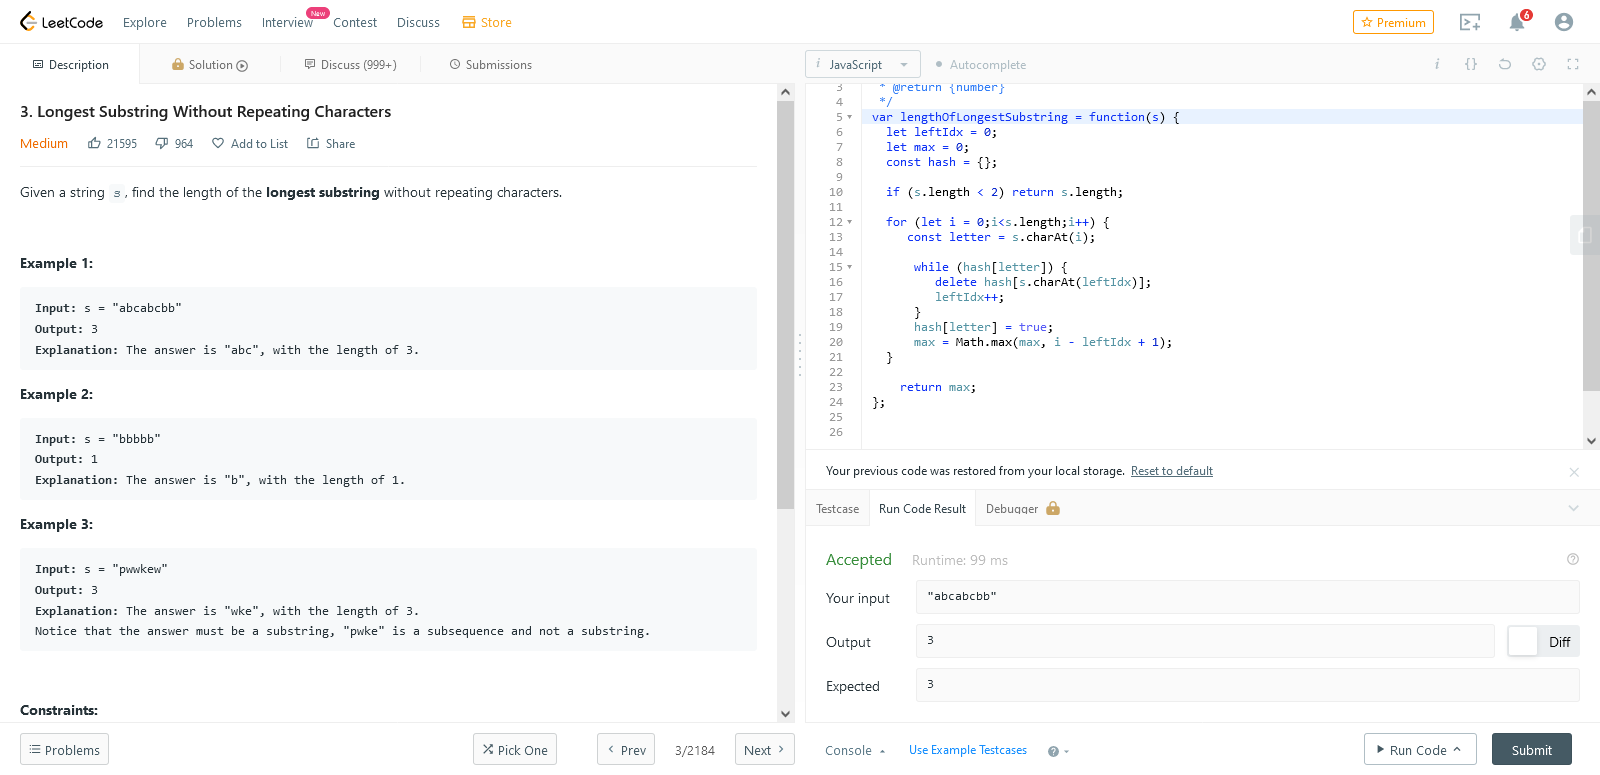 LeetCode Explore Problems Interview New Contest Discuss Store Premium 6
Description Solution Discuss (999+) Submissions
3. Longest Substring Without Repeating Characters
Medium 21595 964 Add to List Share
Given a string s, find the length of the longest substring without repeating characters.
Example 1:
Input: s = "abcabcbb"
Output: 3
Explanation: The answer is "abc", with the length of 3.
Example 2:
Input: s = "bbbbb"
Output: 1
Explanation: The answer is "b", with the length of 1.
Example 3:
Input: s = "pwwkew"
Output: 3
Explanation: The answer is "wke", with the length of 3.
Notice that the answer must be a substring, "pwke" is a subsequence and not a substring.
Constraints:
Problems Pick One Prev 3/2184 Next
i JavaScript Autocomplete i {}
3 * @return {number}
4 */
5 var lengthOfLongestSubstring = function(s) {
6 let leftIdx = 0;
7 let max = 0;
8 const hash = {};
9
10 if (s.length < 2) return s.length;
11
12 for (let i = 0;i<s.length;i++) {
13 const letter = s.charAt(i);
14
15 while (hash[letter]) {
16 delete hash[s.charAt(leftIdx)];
17 leftIdx++;
18 }
19 hash[letter] = true;
20 max = Math.max(max, i - leftIdx + 1);
21 }
22
23 return max;
24 };
25
26
Your previous code was restored from your local storage. Reset to default
Testcase Run Code Result Debugger
Accepted Runtime: 99 ms
Your input "abcabcbb"
Output 3 Diff
Expected 3
Console Use Example Testcases Run Code Submit